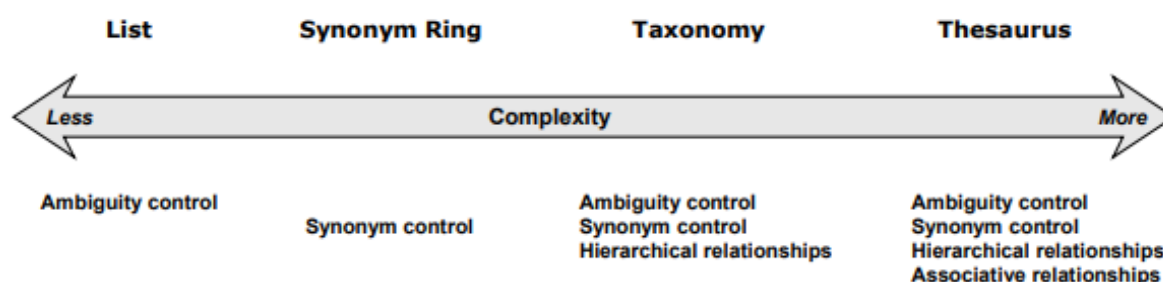 List Synonym Ring Taxonomy Thesaurus
Less Complexity More
Ambiguity control Ambiguity control Ambiguity control
Synonym control Synonym control Synonym control
Hierarchical relationships Hierarchical relationships
Associative relationships